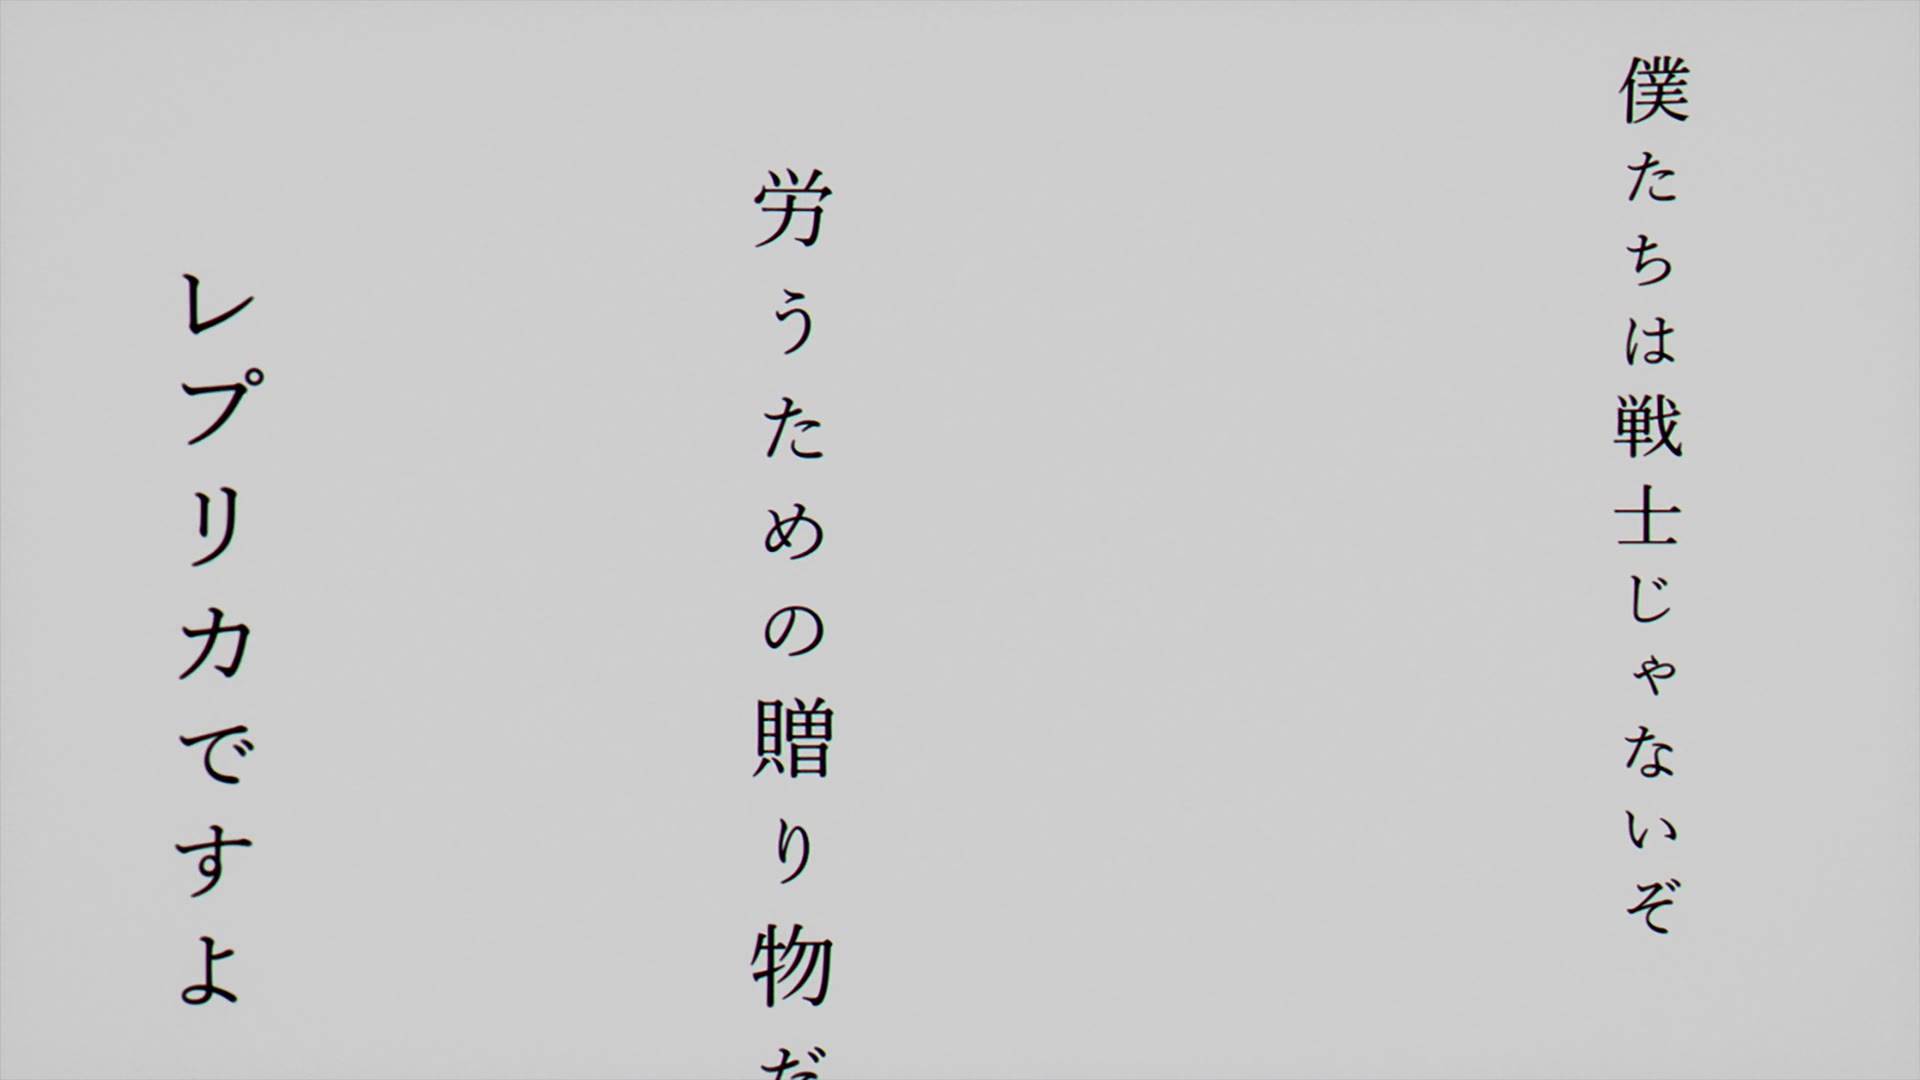 僕たちは戦士じゃないぞ
労うための贈り物だ
レプリカですよ